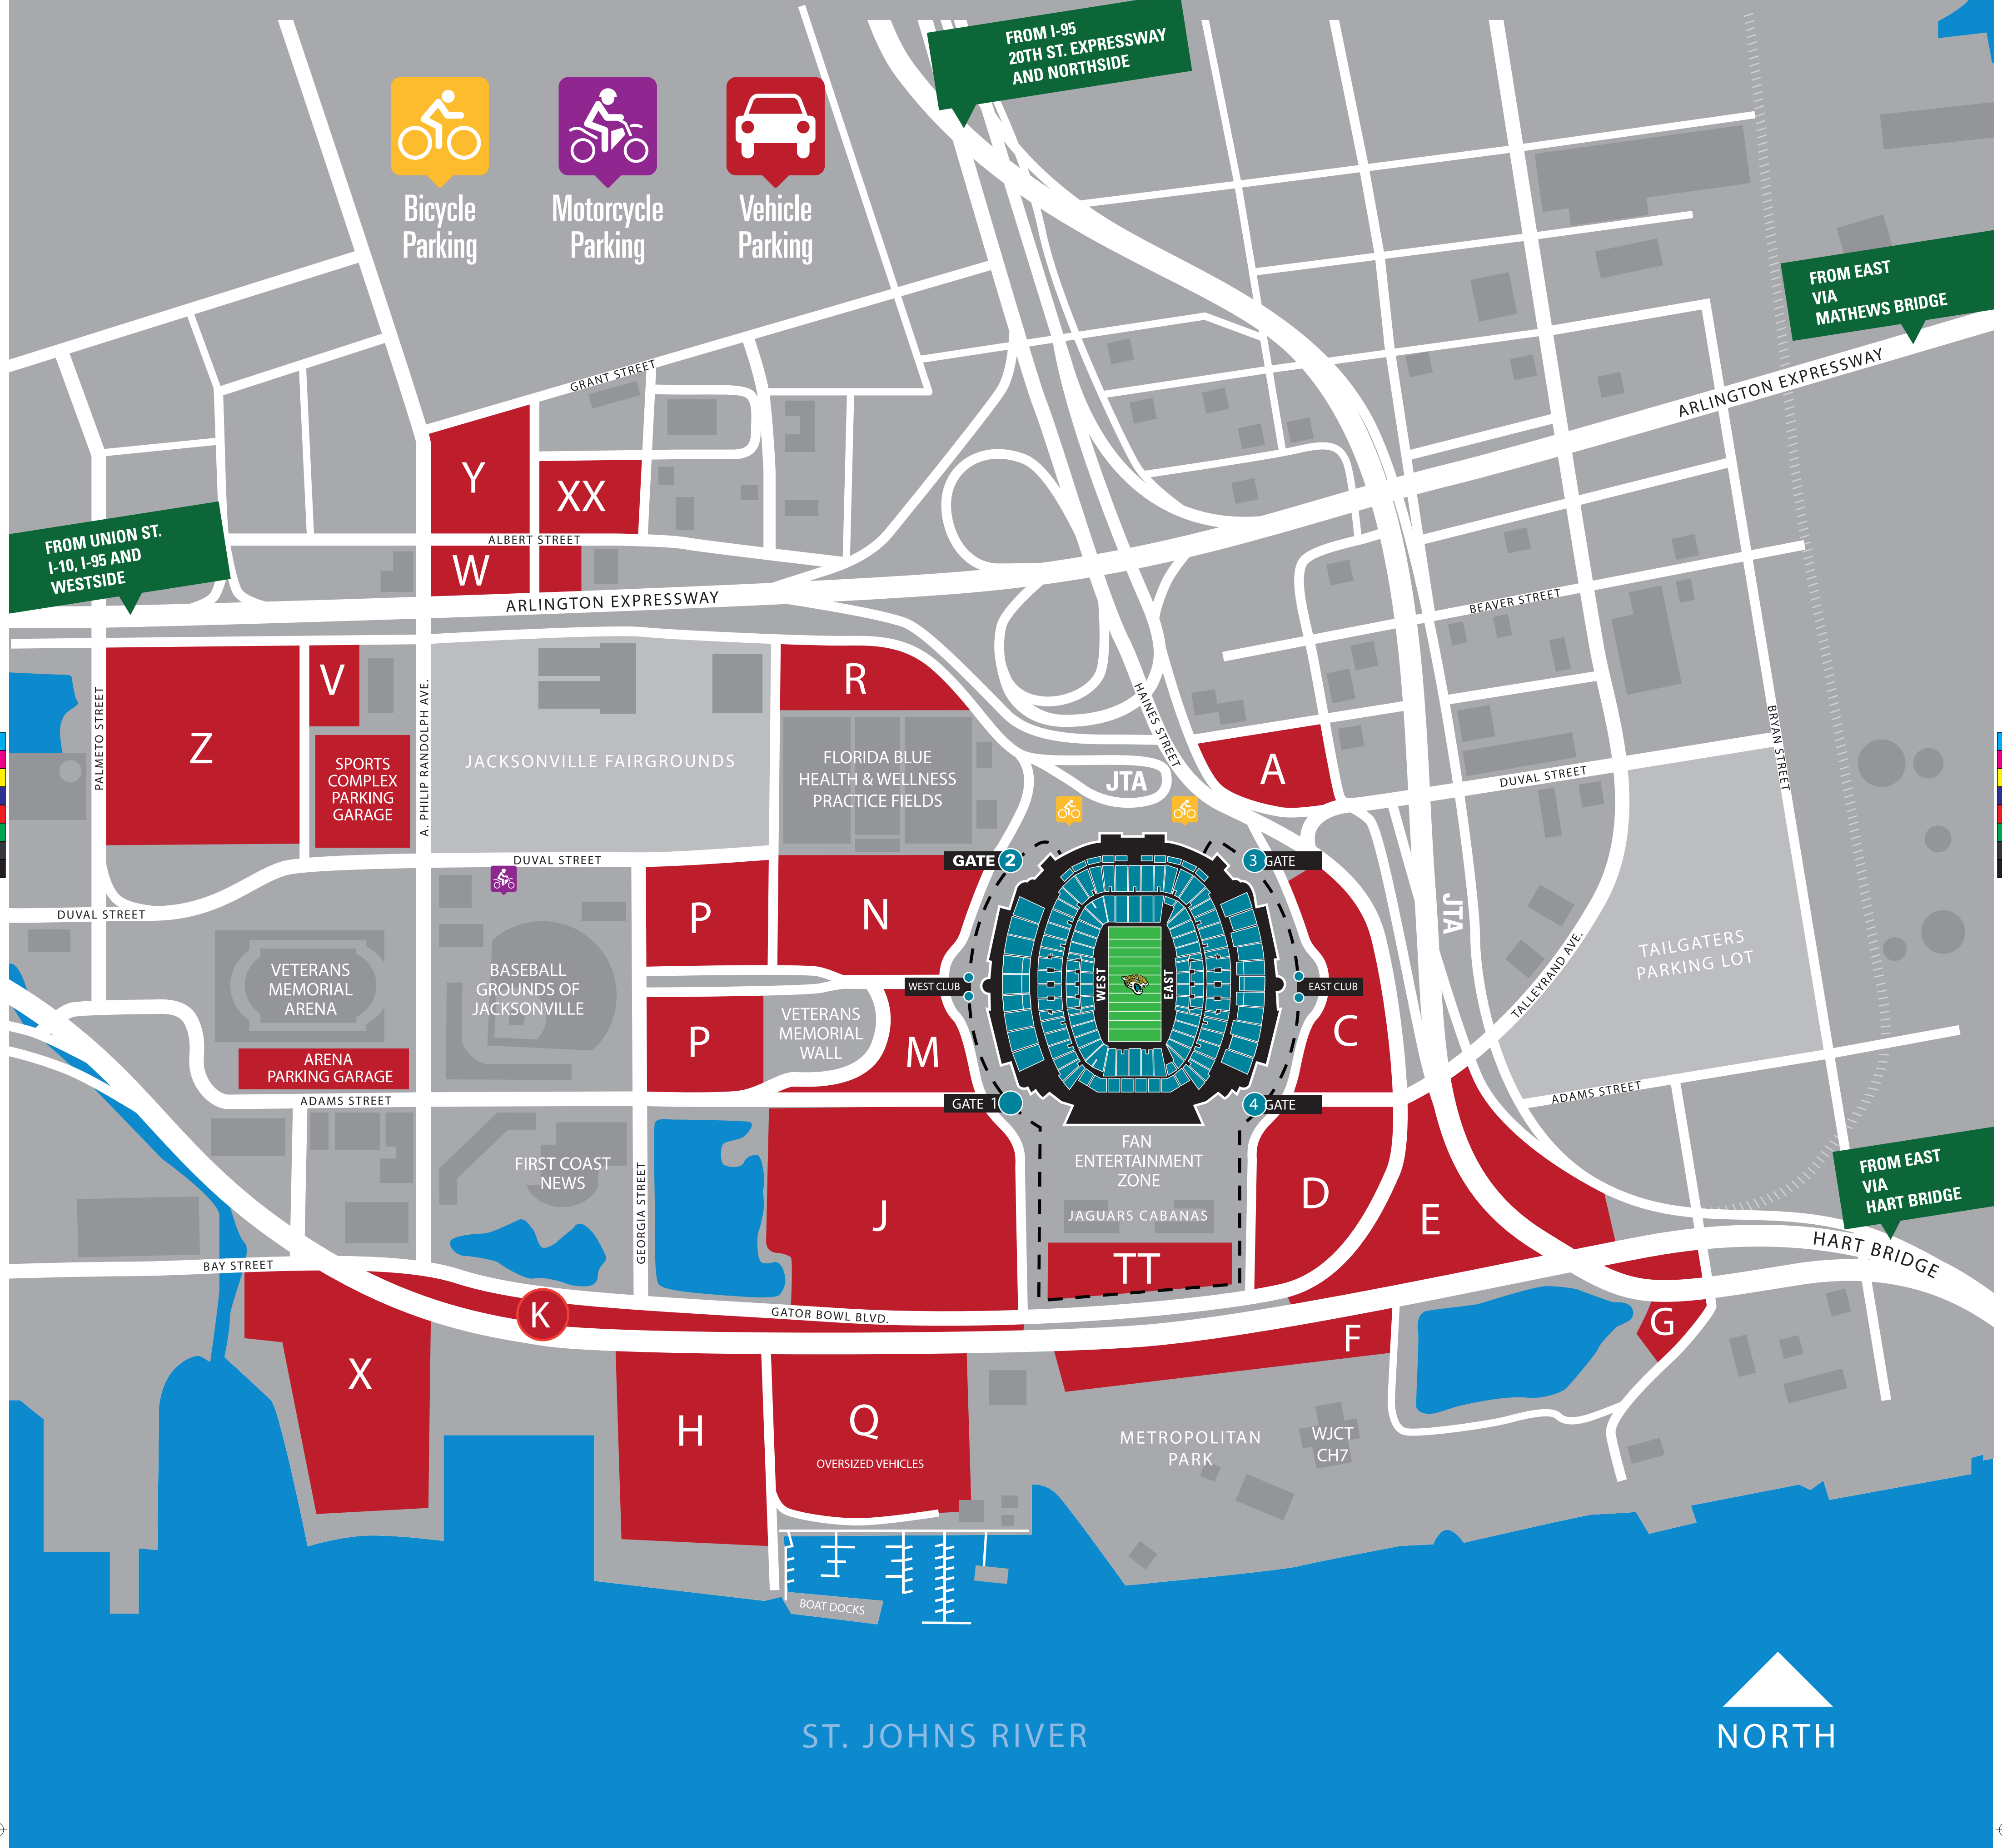 FROM I-95
20TH ST. EXPRESSWAY
AND NORTHSIDE
Bicycle
Parking
Motorcycle
Parking
Vehicle
Parking
FROM EAST
VIA
MATHEWS BRIDGE
ARLINGTON EXPRESSWAY
GRANT STREET
Y
XX
ALBERT STREET
W
FROM UNION ST.
I-10, I-95 AND
WESTSIDE
ARLINGTON EXPRESSWAY
BEAVER STREET
PALMETO STREET
Z
V
SPORTS
COMPLEX
PARKING
GARAGE
A. PHILIP RANDOLPH AVE.
JACKSONVILLE FAIRGROUNDS
R
FLORIDA BLUE
HEALTH & WELLNESS
PRACTICE FIELDS
HAINES STREET
JTA
A
DUVAL STREET
BRYAN STREET
DUVAL STREET
DUVAL STREET
GATE 2
3 GATE
P
N
JTA
TAILGATERS
PARKING LOT
TALLEYRAND AVE.
VETERANS
MEMORIAL
ARENA
BASEBALL
GROUNDS OF
JACKSONVILLE
WEST CLUB
WEST
EAST
EAST CLUB
P
VETERANS
MEMORIAL
WALL
M
C
ARENA
PARKING GARAGE
ADAMS STREET
GATE 1
4 GATE
ADAMS STREET
FIRST COAST
NEWS
GEORGIA STREET
J
FAN
ENTERTAINMENT
ZONE
JAGUARS CABANAS
TT
D
E
FROM EAST
VIA
HART BRIDGE
HART BRIDGE
BAY STREET
K
GATOR BOWL BLVD.
F
G
X
H
Q
OVERSIZED VEHICLES
METROPOLITAN
PARK
WJCT
CH7
BOAT DOCKS
ST. JOHNS RIVER
NORTH